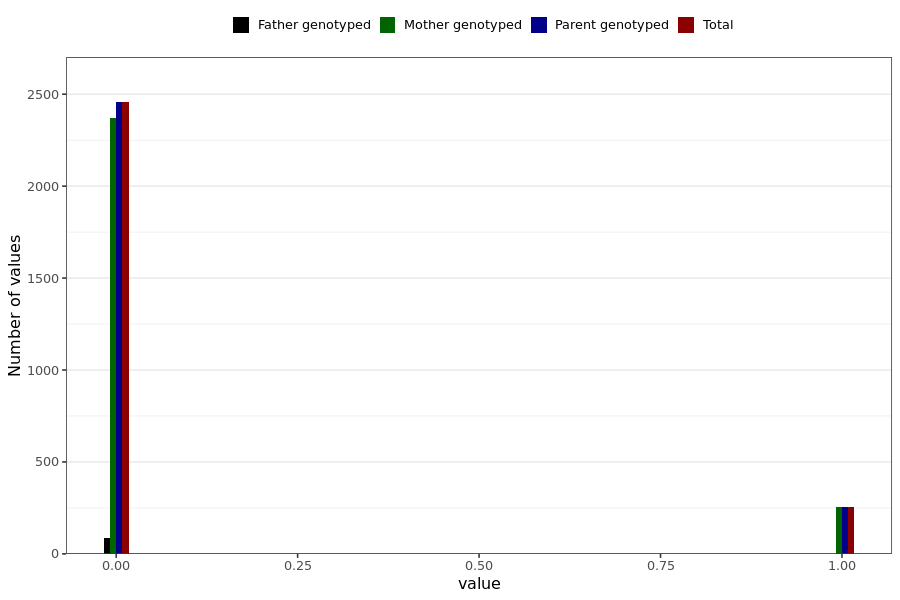 Father genotyped Mother genotyped Parent genotyped Total
2500
2000
1500
1000
500
0
Number of values
0.00 0.25 0.50 0.75 1.00
value